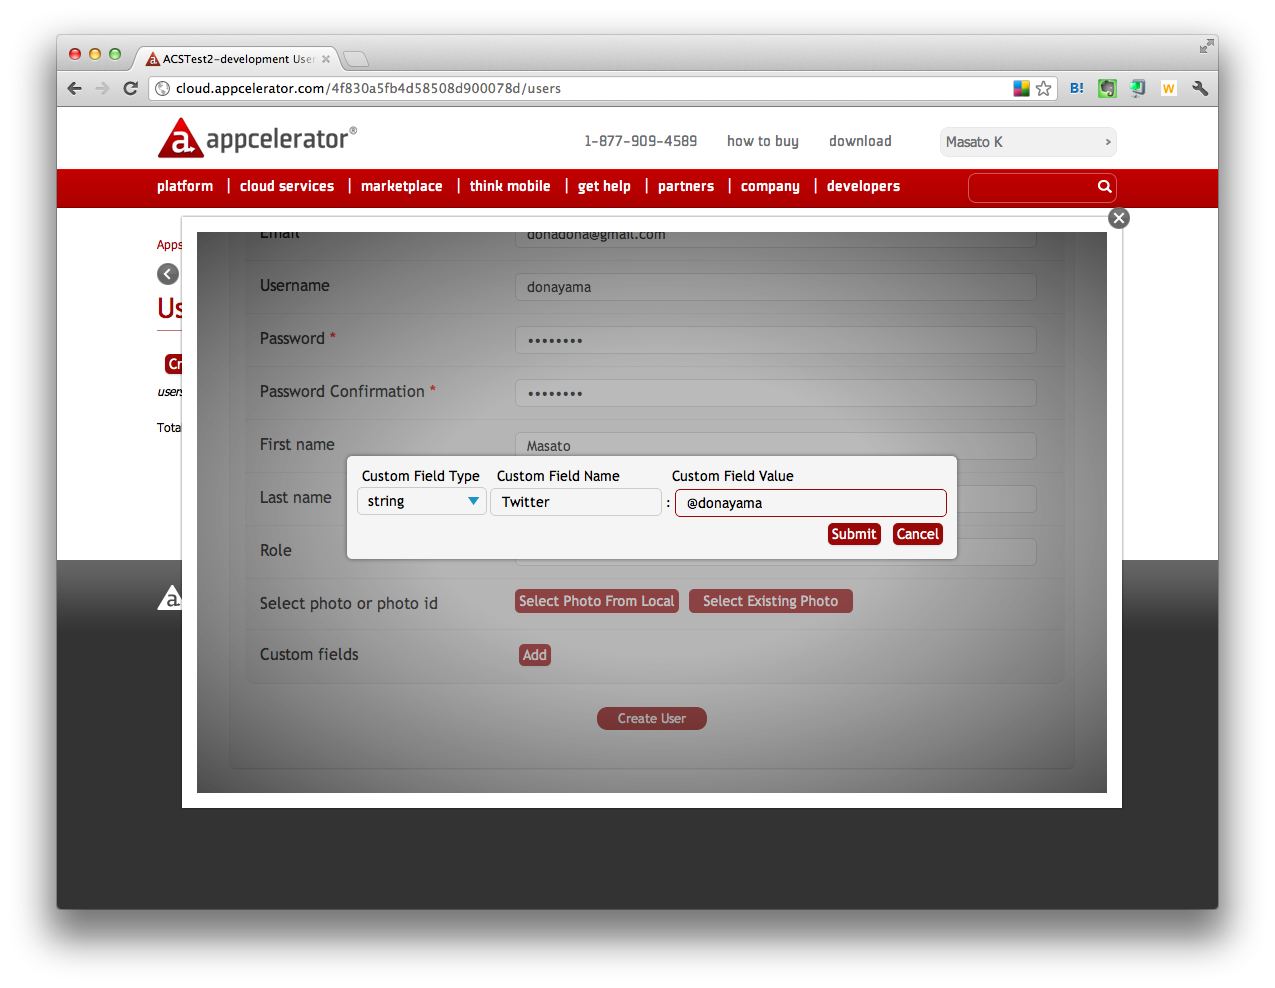 ACSTest2-development User
cloud.appcelerator.com/4f830a5fb4d58508d900078d/users
B!
W
a appcelerator®
1-877-909-4589 how to buy download
Masato K
platform | cloud services | marketplace | think mobile | get help | partners | company | developers
Apps
Us
Cr
users
Tota
Email donadona@gmail.com
Username donayama
Password * ••••••••
Password Confirmation * ••••••••
First name Masato
Last name
Role
Custom Field Type Custom Field Name Custom Field Value
string Twitter : @donayama
Submit Cancel
Select photo or photo id Select Photo From Local Select Existing Photo
Custom fields Add
Create User
a